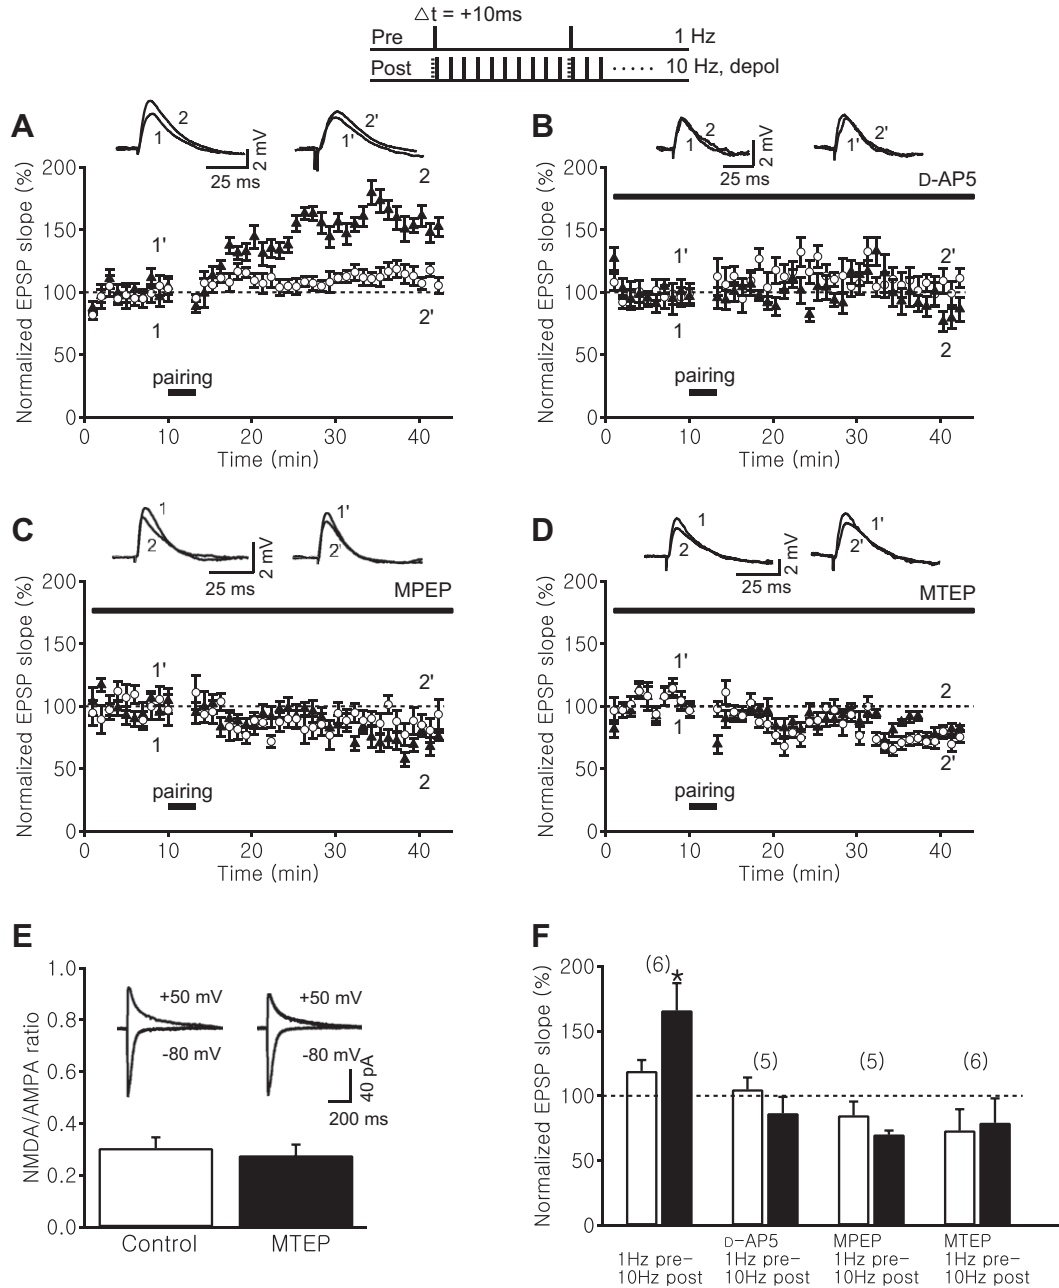 △t = +10ms
Pre 1 Hz
Post ..... 10 Hz, depol
A
2
1
2'
1'
2 mV
25 ms
Normalized EPSP slope (%)
200
150
100
50
0
1'
1
2
2'
pairing
0 10 20 30 40
Time (min)
B
2
1
2'
1'
2 mV
25 ms
D-AP5
Normalized EPSP slope (%)
200
150
100
50
0
1'
1
2'
2
pairing
0 10 20 30 40
Time (min)
C
1
2
1'
2'
2 mV
25 ms
MPEP
Normalized EPSP slope (%)
200
150
100
50
0
1'
1
2'
2
pairing
0 10 20 30 40
Time (min)
D
1
2
1'
2'
2 mV
25 ms
MTEP
Normalized EPSP slope (%)
200
150
100
50
0
1'
1
2
2'
pairing
0 10 20 30 40
Time (min)
E
NMDA/AMPA ratio
1.0
0.8
0.6
0.4
0.2
0.0
+50 mV
-80 mV
+50 mV
-80 mV
40 pA
200 ms
Control MTEP
F
Normalized EPSP slope (%)
200
150
100
50
0
(6)
*
(5)
(5)
(6)
1Hz pre-
10Hz post
D-AP5
1Hz pre-
10Hz post
MPEP
1Hz pre-
10Hz post
MTEP
1Hz pre-
10Hz post